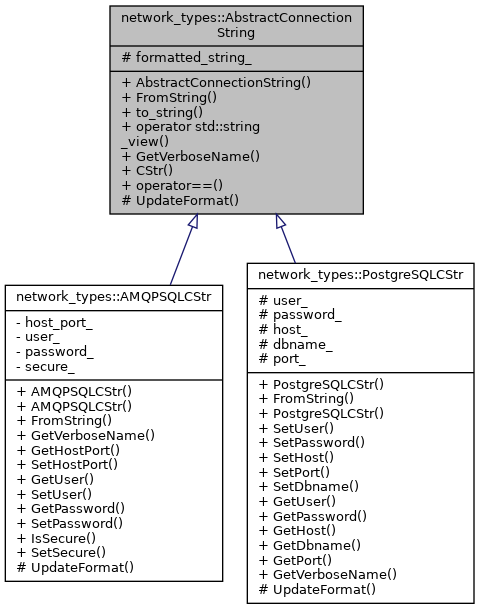 network_types::AbstractConnection
String
# formatted_string_
+ AbstractConnectionString()
+ FromString()
+ to_string()
+ operator std::string
_view()
+ GetVerboseName()
+ CStr()
+ operator==()
# UpdateFormat()
network_types::AMQPSQLCStr
- host_port_
- user_
- password_
- secure_
+ AMQPSQLCStr()
+ AMQPSQLCStr()
+ FromString()
+ GetVerboseName()
+ GetHostPort()
+ SetHostPort()
+ GetUser()
+ SetUser()
+ GetPassword()
+ SetPassword()
+ IsSecure()
+ SetSecure()
# UpdateFormat()
network_types::PostgreSQLCStr
# user_
# password_
# host_
# dbname_
# port_
+ PostgreSQLCStr()
+ FromString()
+ PostgreSQLCStr()
+ SetUser()
+ SetPassword()
+ SetHost()
+ SetPort()
+ SetDbname()
+ GetUser()
+ GetPassword()
+ GetHost()
+ GetDbname()
+ GetPort()
+ GetVerboseName()
# UpdateFormat()